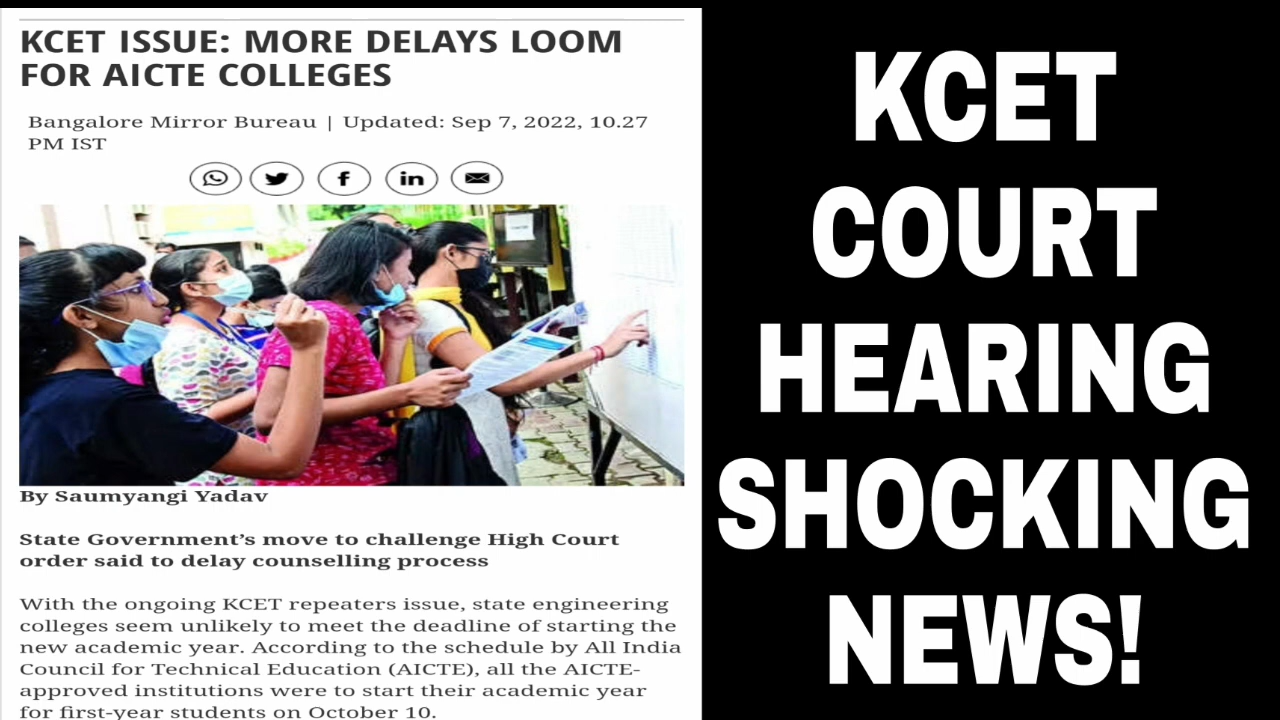 KCET ISSUE: MORE DELAYS LOOM
FOR AICTE COLLEGES
Bangalore Mirror Bureau | Updated: Sep 7, 2022, 10.27
PM IST
By Saumyangi Yadav
State Government’s move to challenge High Court
order said to delay counselling process
With the ongoing KCET repeaters issue, state engineering
colleges seem unlikely to meet the deadline of starting the
new academic year. According to the schedule by All India
Council for Technical Education (AICTE), all the AICTE-
approved institutions were to start their academic year
for first-year students on October 10.
KCET
COURT
HEARING
SHOCKING
NEWS!